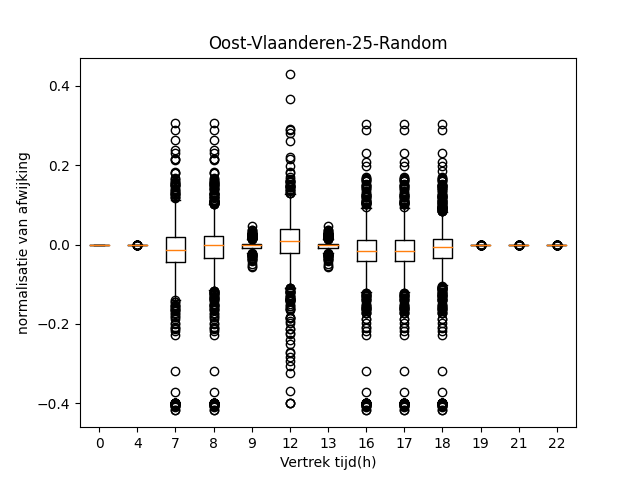 Oost-Vlaanderen-25-Random
normalisatie van afwijking
0.4
0.2
0.0
−0.2
−0.4
0 4 7 8 9 12 13 16 17 18 19 21 22
Vertrek tijd(h)